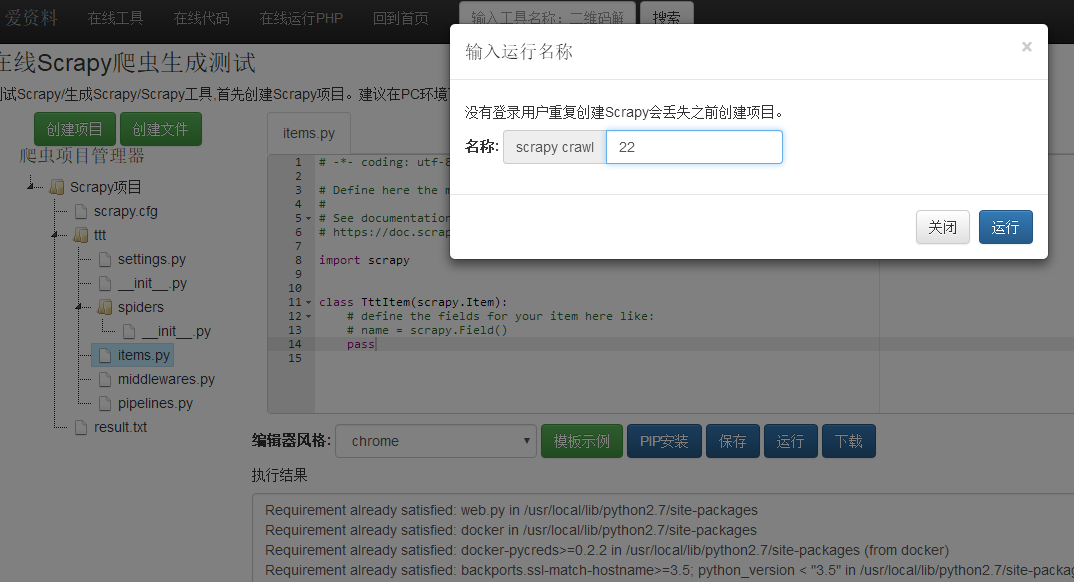 爱资料 在线工具 在线代码 在线运行PHP 回到首页 输入工具名称：二维码解 搜索
在线Scrapy爬虫生成测试
试Scrapy/生成Scrapy/Scrapy工具,首先创建Scrapy项目。建议在PC环境
创建项目 创建文件
爬虫项目管理器
Scrapy项目
scrapy.cfg
ttt
settings.py
__init__.py
spiders
__init__.py
items.py
middlewares.py
pipelines.py
result.txt
items.py
1 # -*- coding: utf-8
2
3 # Define here the m
4 #
5 # See documentation
6 # https://doc.scrap
7
8 import scrapy
9
10
11 class TttItem(scrapy.Item):
12 # define the fields for your item here like:
13 # name = scrapy.Field()
14 pass
15
输入运行名称 ×
没有登录用户重复创建Scrapy会丢失之前创建项目。
名称: scrapy crawl 22
关闭 运行
编辑器风格: chrome 模板示例 PIP安装 保存 运行 下载
执行结果
Requirement already satisfied: web.py in /usr/local/lib/python2.7/site-packages
Requirement already satisfied: docker in /usr/local/lib/python2.7/site-packages
Requirement already satisfied: docker-pycreds>=0.2.2 in /usr/local/lib/python2.7/site-packages (from docker)
Requirement already satisfied: backports.ssl-match-hostname>=3.5; python_version < "3.5" in /usr/local/lib/python2.7/site-packag